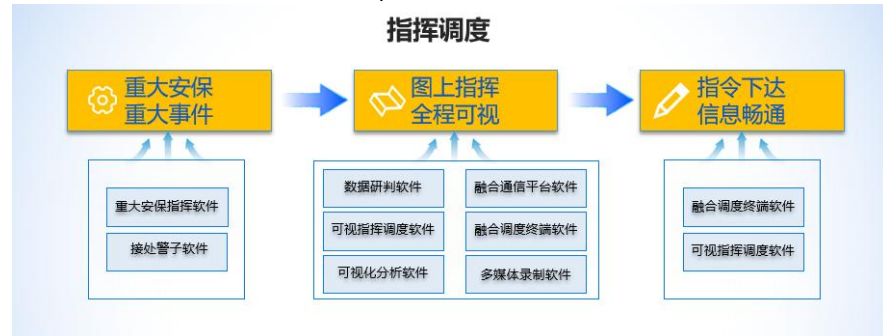 指挥调度
重大安保
重大事件
图上指挥
全程可视
指令下达
信息畅通
重大安保指挥软件
接处警子软件
数据研判软件
融合通信平台软件
可视指挥调度软件
融合调度终端软件
可视化分析软件
多媒体录制软件
融合调度终端软件
可视指挥调度软件